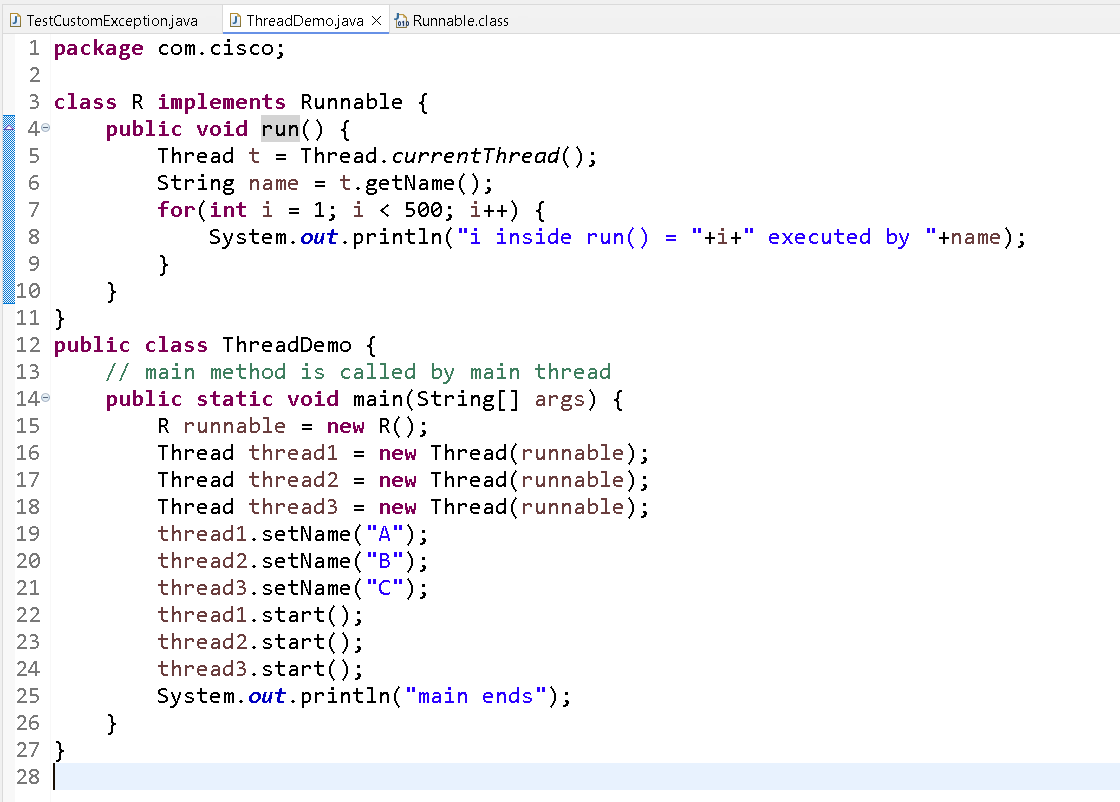 TestCustomException.java ThreadDemo.java Runnable.class
1 package com.cisco;
2
3 class R implements Runnable {
4     public void run() {
5         Thread t = Thread.currentThread();
6         String name = t.getName();
7         for(int i = 1; i < 500; i++) {
8             System.out.println("i inside run() = "+i+" executed by "+name);
9         }
10     }
11 }
12 public class ThreadDemo {
13     // main method is called by main thread
14     public static void main(String[] args) {
15         R runnable = new R();
16         Thread thread1 = new Thread(runnable);
17         Thread thread2 = new Thread(runnable);
18         Thread thread3 = new Thread(runnable);
19         thread1.setName("A");
20         thread2.setName("B");
21         thread3.setName("C");
22         thread1.start();
23         thread2.start();
24         thread3.start();
25         System.out.println("main ends");
26     }
27 }
28